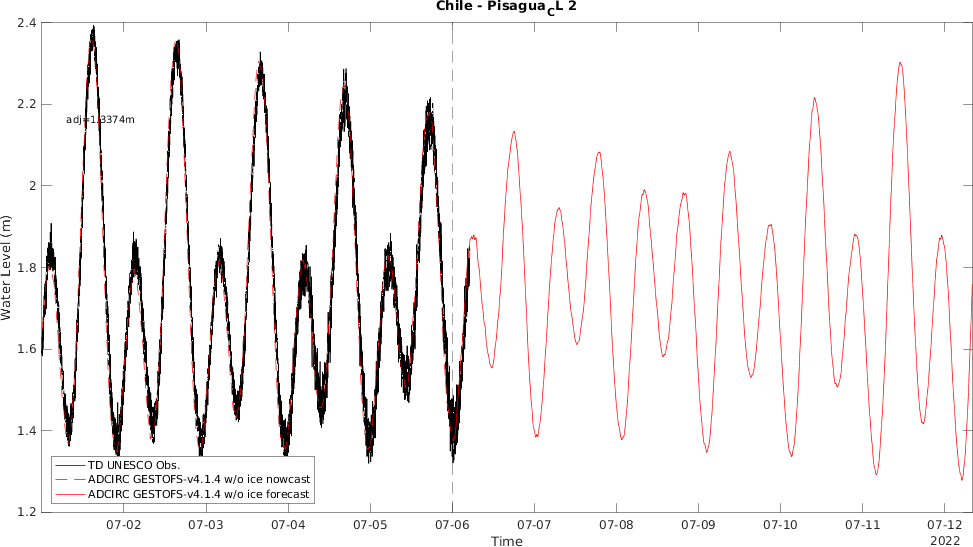 Chile - PisaguaCL 2
2.4
2.2
2
1.8
1.6
1.4
1.2
Water Level (m)
adj=1.3374m
TD UNESCO Obs.
ADCIRC GESTOFS-v4.1.4 w/o ice nowcast
ADCIRC GESTOFS-v4.1.4 w/o ice forecast
07-02 07-03 07-04 07-05 07-06 07-07 07-08 07-09 07-10 07-11 07-12
Time
2022